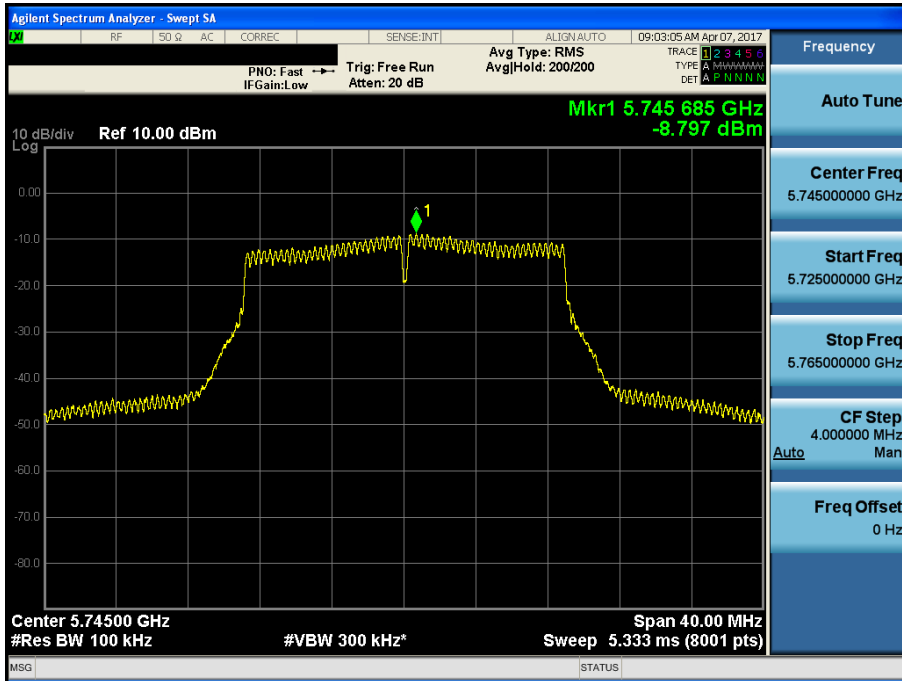 Agilent Spectrum Analyzer - Swept SA
LXI RF 50 Ω AC CORREC SENSE:INT ALIGN AUTO 09:03:05 AM Apr 07, 2017
PNO: Fast Trig: Free Run Avg Type: RMS TRACE 1 2 3 4 5 6
IFGain:Low Atten: 20 dB Avg|Hold: 200/200 TYPE A M W W W W W
DET A P N N N N
Mkr1 5.745 685 GHz
-8.797 dBm
10 dB/div Ref 10.00 dBm
Log
0.00
1
-10.0
-20.0
-30.0
-40.0
-50.0
-60.0
-70.0
-80.0
Center 5.74500 GHz Span 40.00 MHz
#Res BW 100 kHz #VBW 300 kHz* Sweep 5.333 ms (8001 pts)
MSG STATUS
Frequency
Auto Tune
Center Freq
5.745000000 GHz
Start Freq
5.725000000 GHz
Stop Freq
5.765000000 GHz
CF Step
4.000000 MHz
Auto Man
Freq Offset
0 Hz